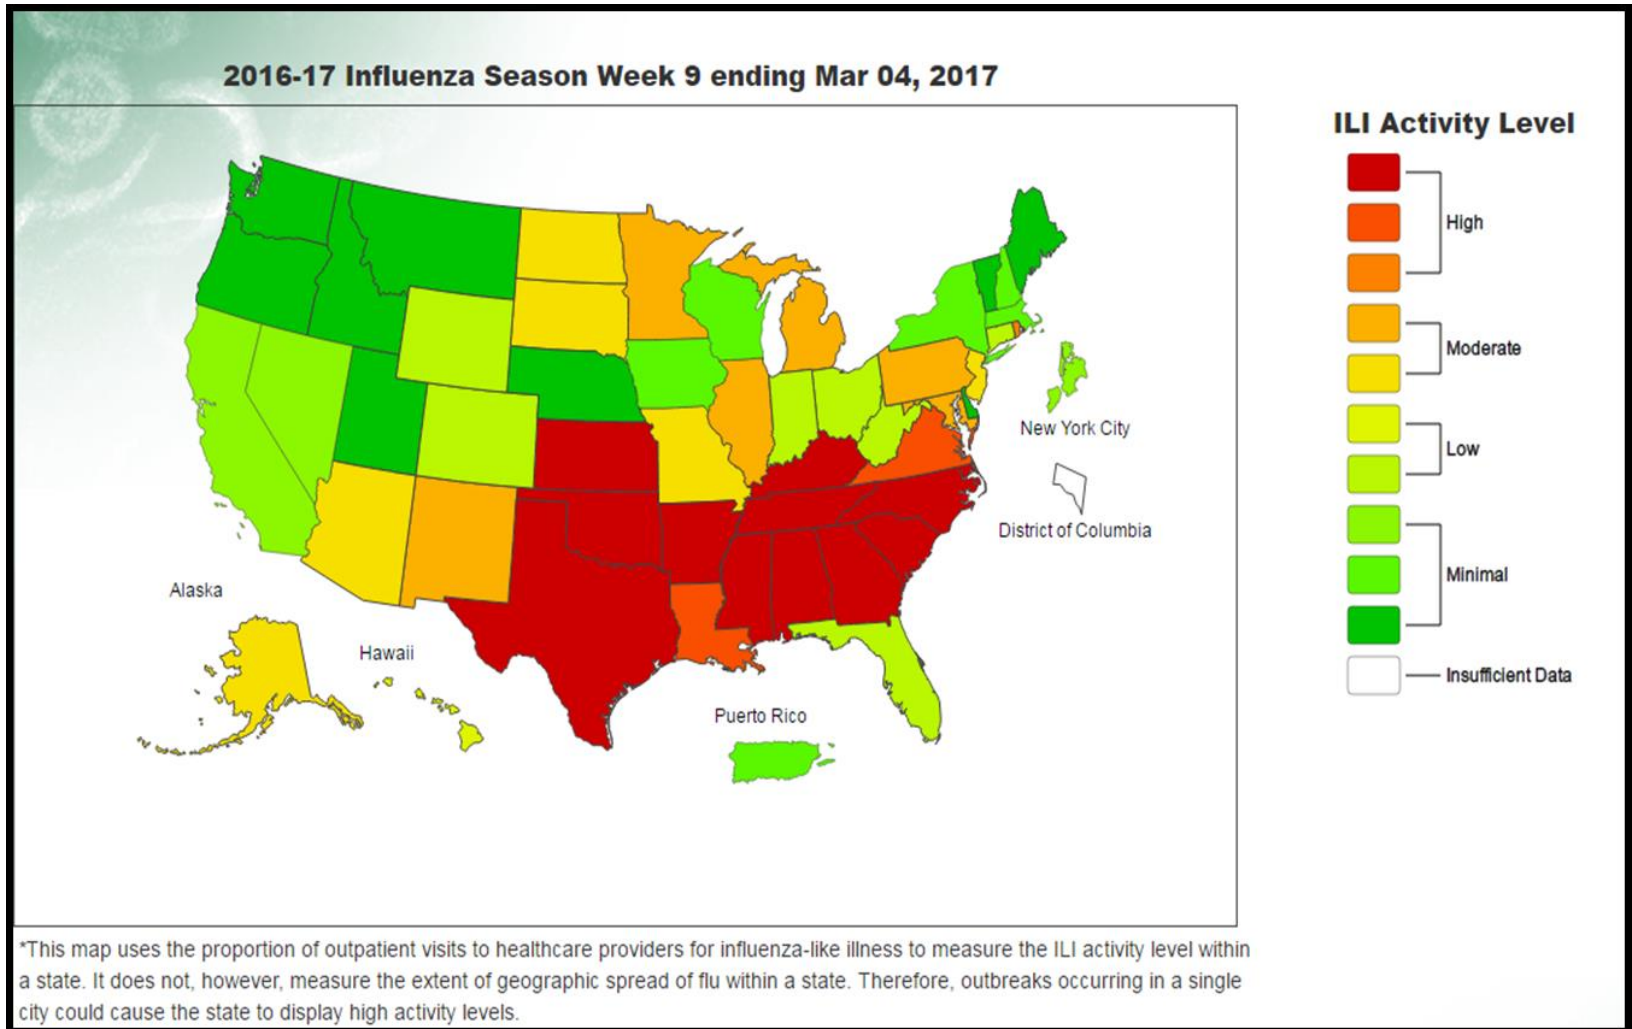 2016-17 Influenza Season Week 9 ending Mar 04, 2017
ILI Activity Level
High
Moderate
Low
Minimal
Insufficient Data
New York City
District of Columbia
Alaska
Hawaii
Puerto Rico
*This map uses the proportion of outpatient visits to healthcare providers for influenza-like illness to measure the ILI activity level within
a state. It does not, however, measure the extent of geographic spread of flu within a state. Therefore, outbreaks occurring in a single
city could cause the state to display high activity levels.